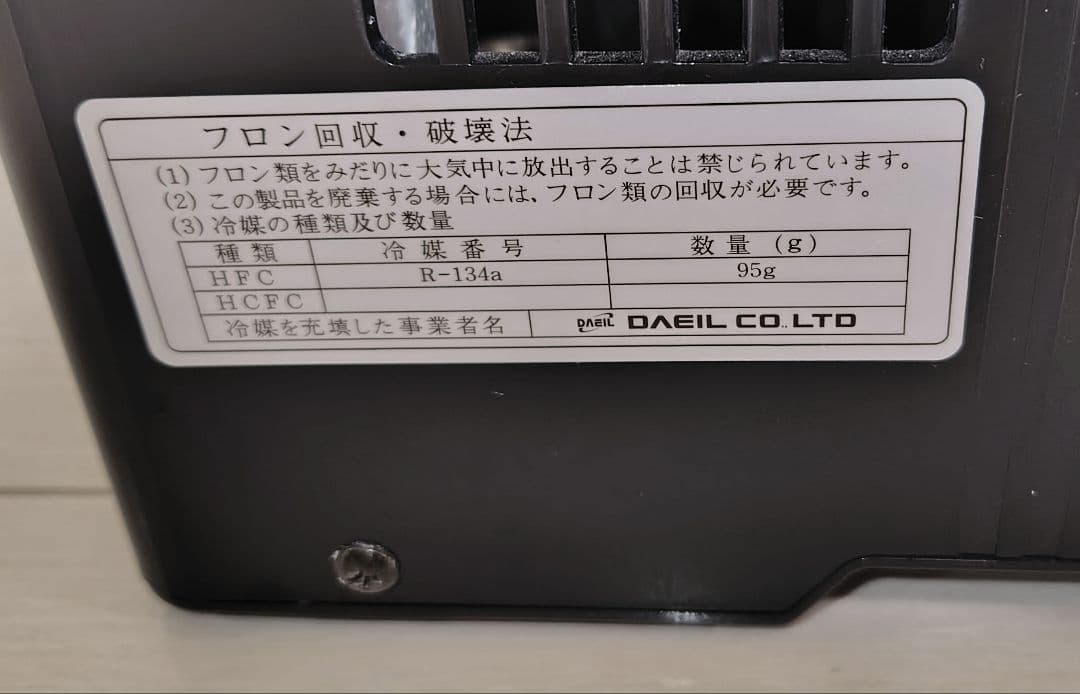 フロン回収・破壊法
(1) フロン類をみだりに大気中に放出することは禁じられています。
(2) この製品を廃棄する場合には、フロン類の回収が必要です。
(3) 冷媒の種類及び数量
種類 冷媒番号 数量 (g)
HFC R-134a 95g
HCFC
冷媒を充填した事業者名 DAEIL DAEIL CO.,LTD